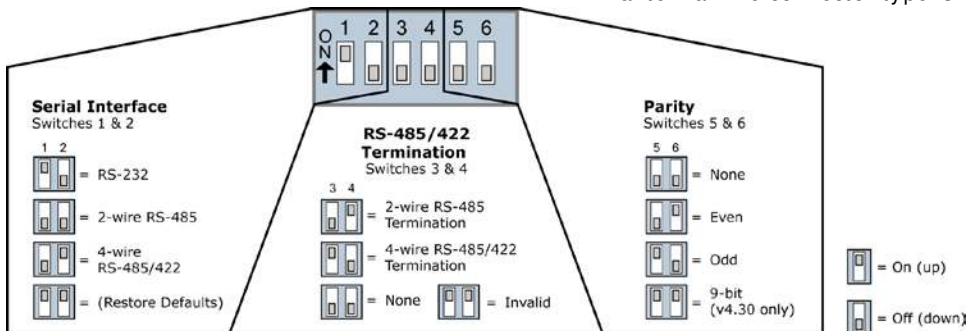 ON
1 2 3 4 5 6
Serial Interface
Switches 1 & 2
1 2
= RS-232
= 2-wire RS-485
= 4-wire
RS-485/422
= (Restore Defaults)
RS-485/422
Termination
Switches 3 & 4
3 4
= 2-wire RS-485
Termination
= 4-wire RS-485/422
Termination
= None
= Invalid
Parity
Switches 5 & 6
5 6
= None
= Even
= Odd
= 9-bit
(v4.30 only)
= On (up)
= Off (down)